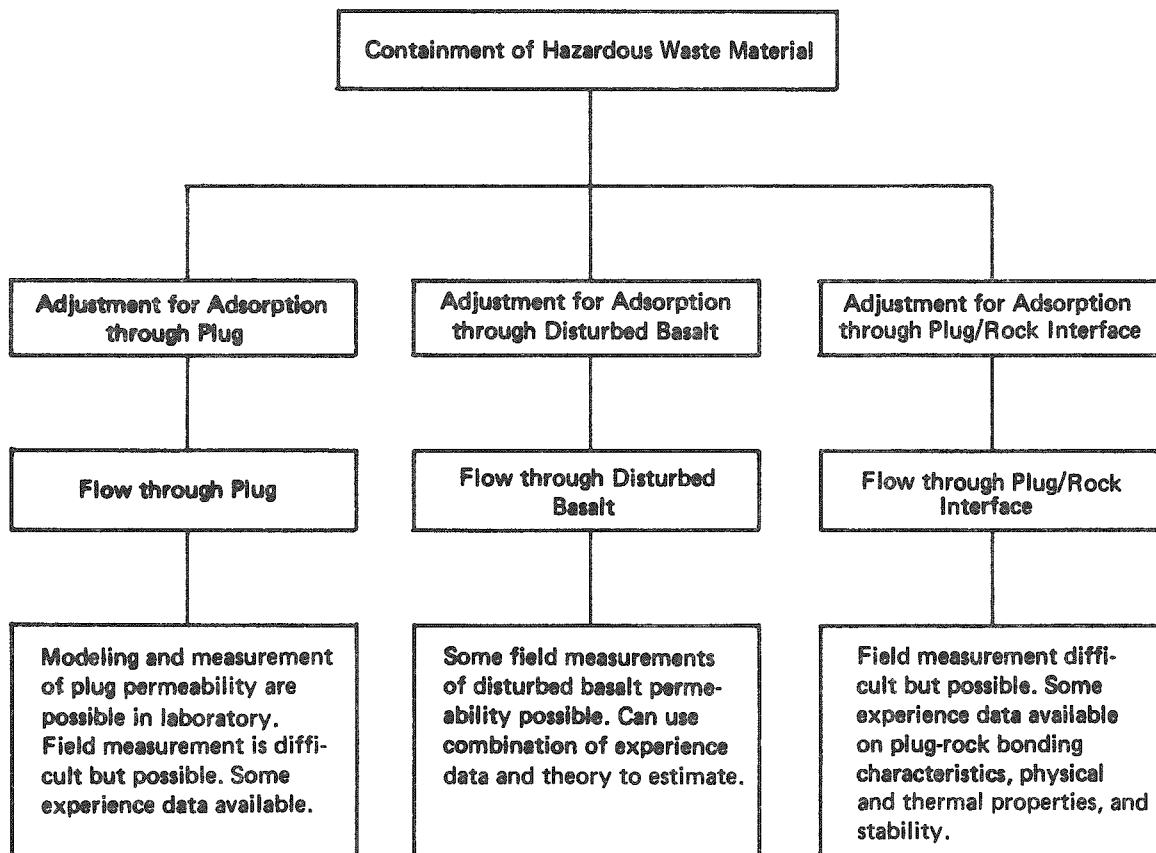 Containment of Hazardous Waste Material
Adjustment for Adsorption
through Plug
Adjustment for Adsorption
through Disturbed Basalt
Adjustment for Adsorption
through Plug/Rock Interface
Flow through Plug
Flow through Disturbed
Basalt
Flow through Plug/Rock
Interface
Modeling and measurement
of plug permeability are
possible in laboratory.
Field measurement is diffi-
cult but possible. Some
experience data available.
Some field measurements
of disturbed basalt perme-
ability possible. Can use
combination of experience
data and theory to estimate.
Field measurement diffi-
cult but possible. Some
experience data available
on plug-rock bonding
characteristics, physical
and thermal properties, and
stability.